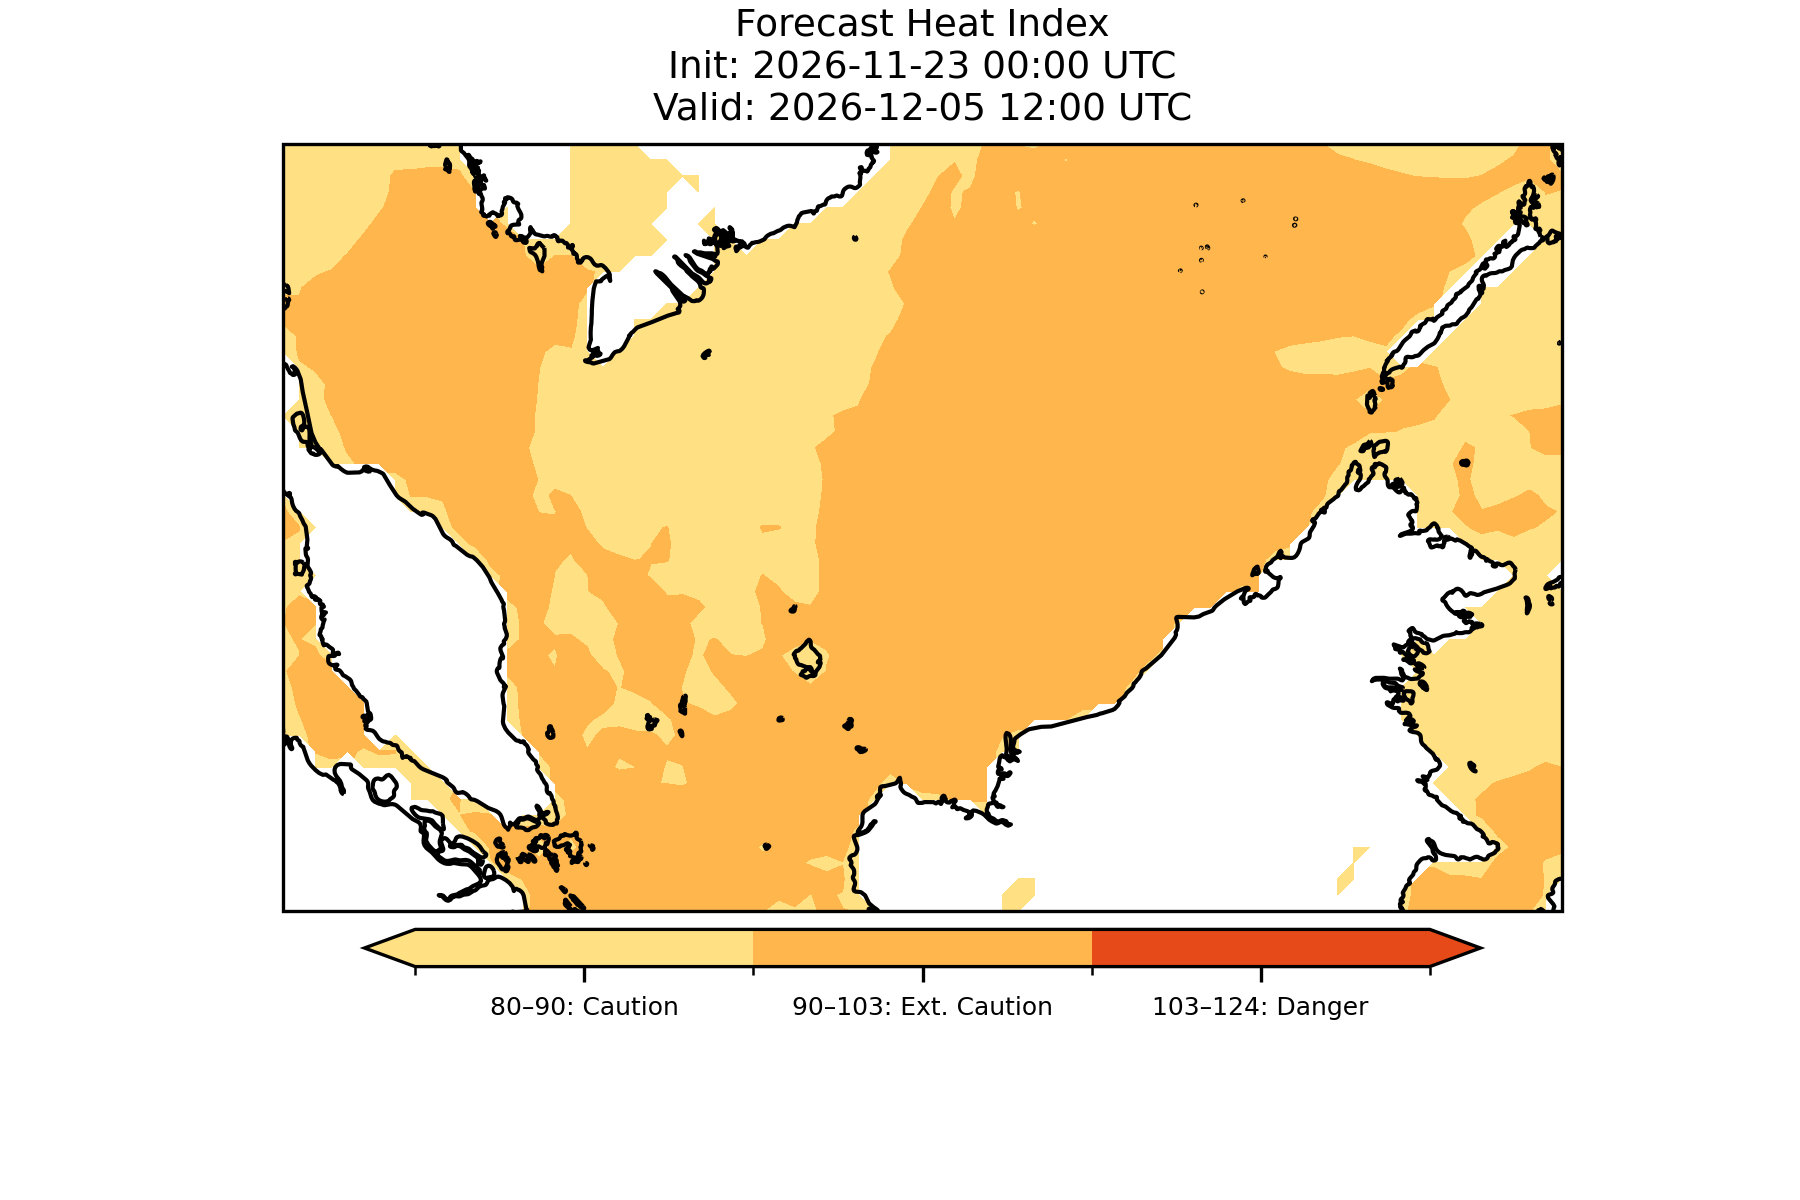 Forecast Heat Index
Init: 2026-11-23 00:00 UTC
Valid: 2026-12-05 12:00 UTC
80–90: Caution
90–103: Ext. Caution
103–124: Danger